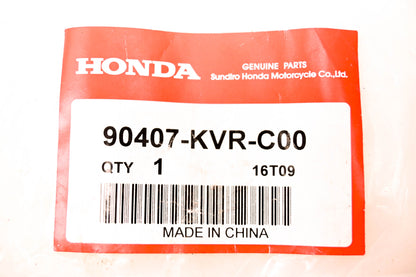 HONDA
GENUINE PARTS
Sundiro Honda Motorcycle Co.,Ltd.
90407-KVR-C00
QTY 1 16T09
MADE IN CHINA